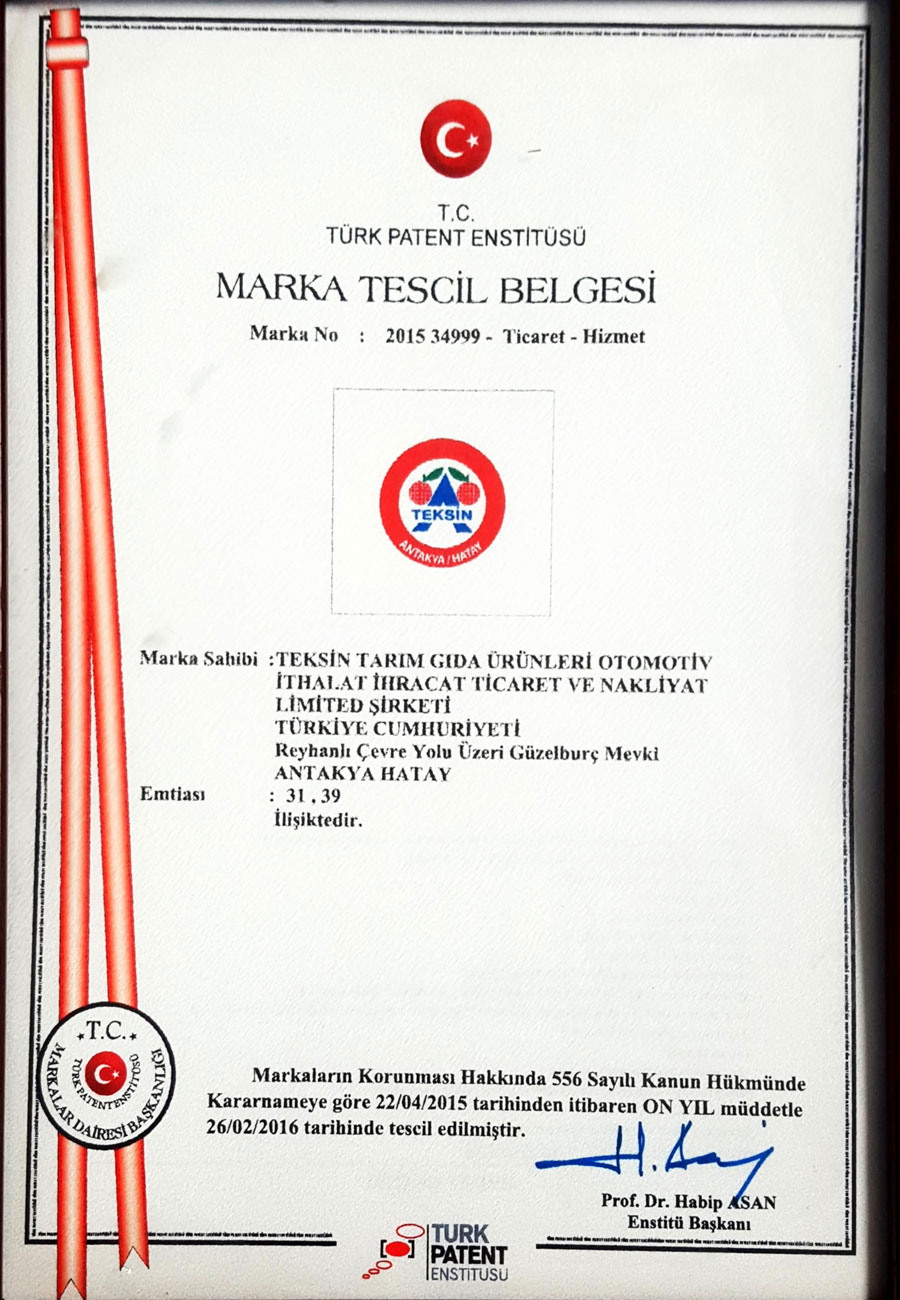 T.C.
TÜRK PATENT ENSTİTÜSÜ
MARKA TESCİL BELGESİ
Marka No : 2015 34999 - Ticaret - Hizmet
TEKSİN
ANTAKYA / HATAY
Marka Sahibi :TEKSİN TARIM GIDA ÜRÜNLERİ OTOMOTİV
İTHALAT İHRACAT TİCARET VE NAKLİYAT
LİMİTED ŞİRKETİ
TÜRKİYE CUMHURİYETİ
Reyhanlı Çevre Yolu Üzeri Güzelburç Mevki
ANTAKYA HATAY
Emtiası : 31 , 39
İlişiktedir.
T.C.
TÜRK PATENT ENSTİTÜSÜ
MARKALAR DAİRESİ BAŞKANLIĞI
Markaların Korunması Hakkında 556 Sayılı Kanun Hükmünde
Kararnameye göre 22/04/2015 tarihinden itibaren ON YIL müddetle
26/02/2016 tarihinde tescil edilmiştir.
Prof. Dr. Habip ASAN
Enstitü Başkanı
TURK
PATENT
ENSTITUSU